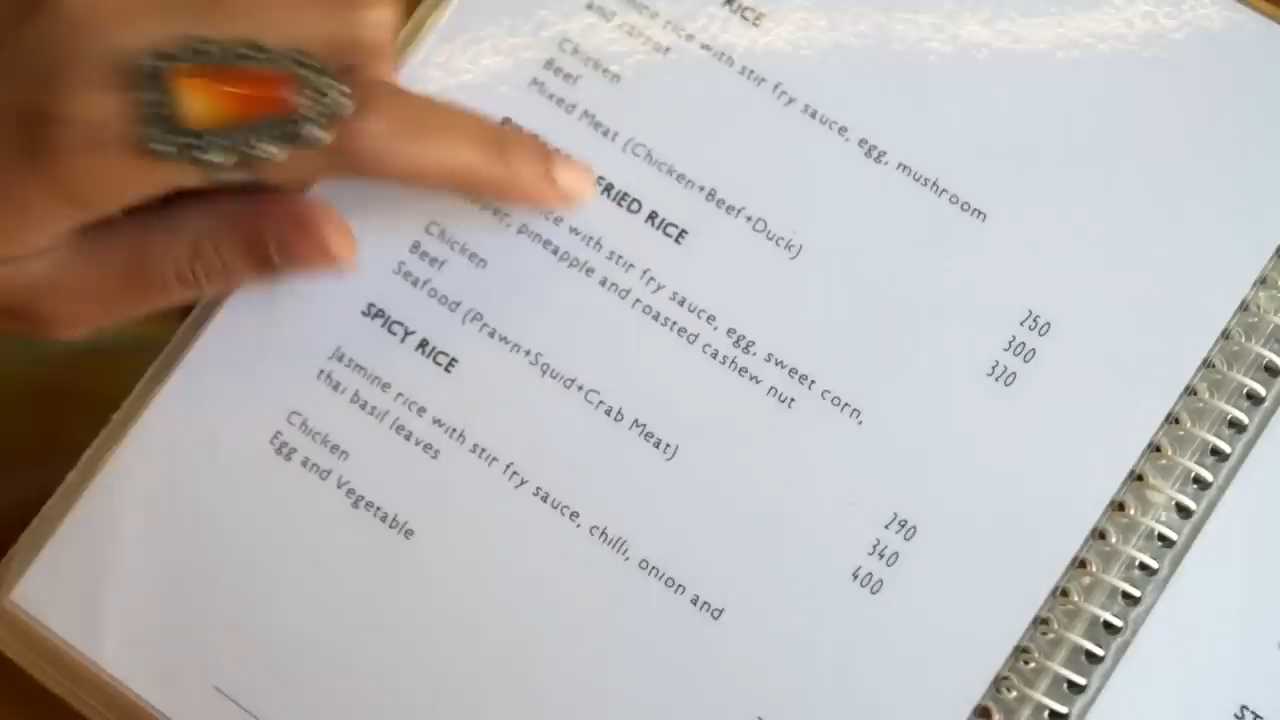 RICE
rice with stir fry sauce, egg, mushroom
and carrot
Chicken 250
Beef 300
Mixed Meat (Chicken+Beef+Duck) 320
FRIED RICE
with stir fry sauce, egg, sweet corn,
pineapple and roasted cashew nut
Chicken 290
Beef 340
Seafood (Prawn+Squid+Crab Meat) 400
SPICY RICE
Jasmine rice with stir fry sauce, chilli, onion and
thai basil leaves
Chicken
Egg and Vegetable